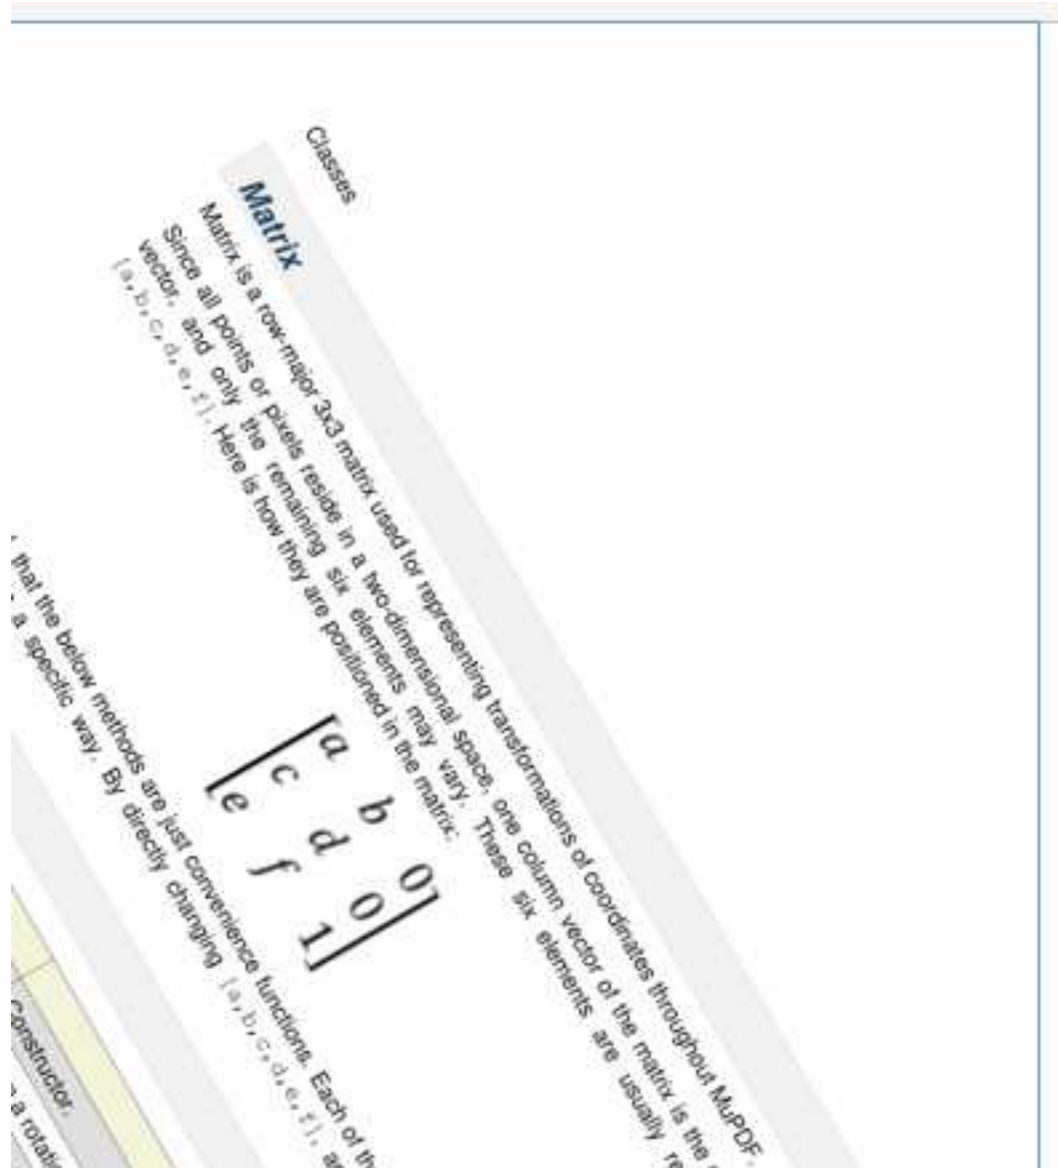 Classes
Matrix
Matrix is a row-major 3x3 matrix used for representing transformations of coordinates throughout MuPDF.
Since all points or pixels reside in a two-dimensional space, one column vector of the matrix is the
vector, and only the remaining six elements may vary. These six elements are usually
[a,b,c,d,e,f]. Here is how they are positioned in the matrix:
a b 0
c d 0
e f 1
that the below methods are just convenience functions. Each of
a specific way. By directly changing [a,b,c,d,e,f],
Constructor.
a